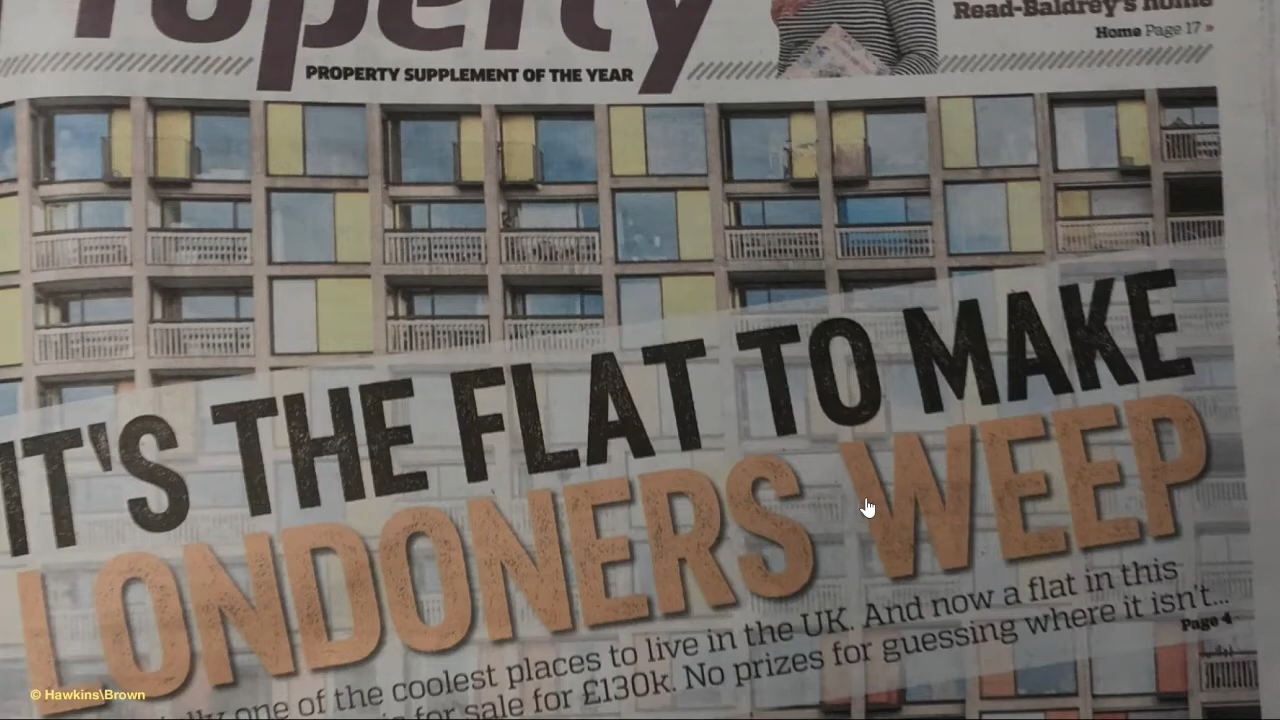 Property
Read-Baldrey's home
Home Page 17 »
PROPERTY SUPPLEMENT OF THE YEAR
IT'S THE FLAT TO MAKE
LONDONERS WEEP
one of the coolest places to live in the UK. And now a flat in this
for sale for £130k. No prizes for guessing where it isn't...
Page 4
© Hawkins\Brown